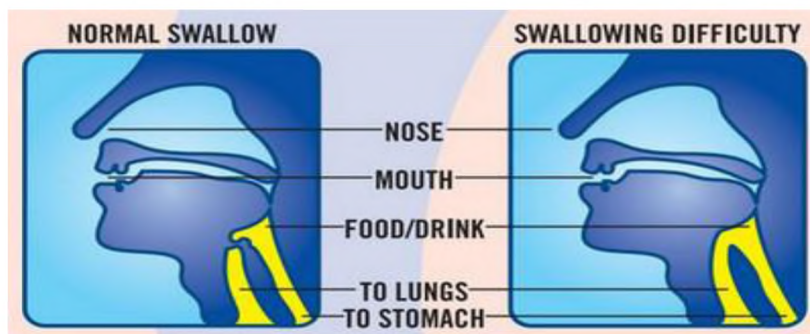 NORMAL SWALLOW
SWALLOWING DIFFICULTY
NOSE
MOUTH
FOOD/DRINK
TO LUNGS
TO STOMACH